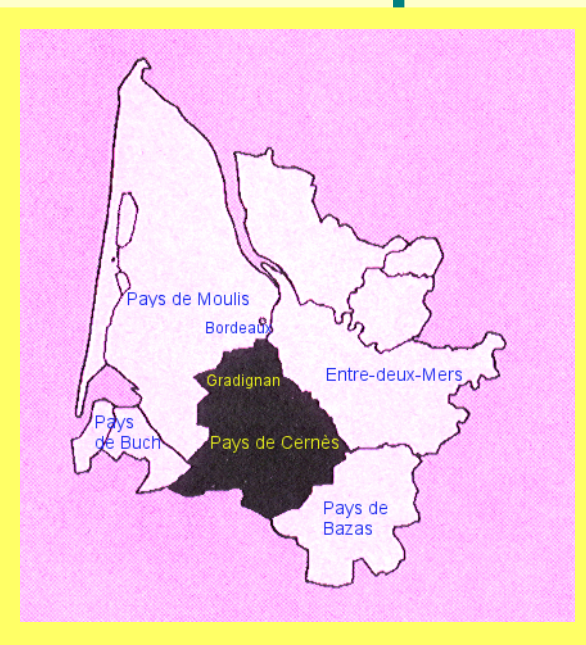 Pays de Moulis
Bordeaux
Gradignan
Entre-deux-Mers
Pays
de Buch
Pays de Cernès
Pays de
Bazas